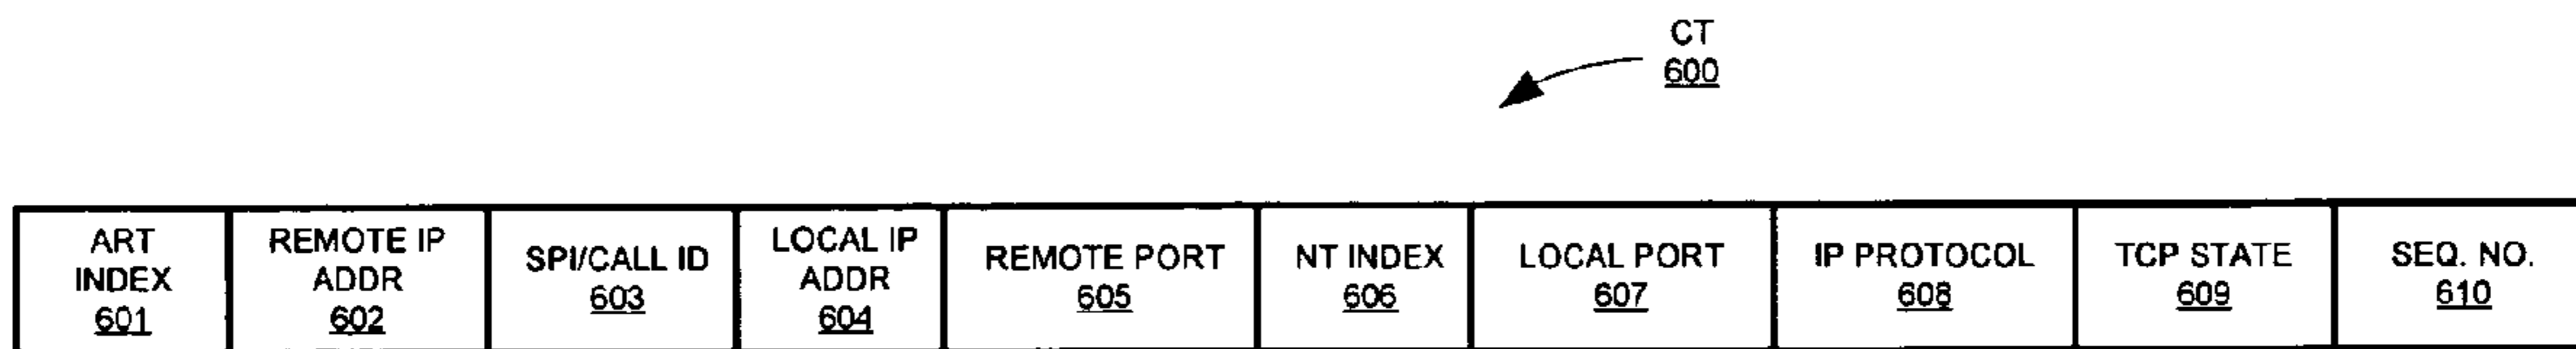 CT
600
ART
INDEX
601
REMOTE IP
ADDR
602
SPI/CALL ID
603
LOCAL IP
ADDR
604
REMOTE PORT
605
NT INDEX
606
LOCAL PORT
607
IP PROTOCOL
608
TCP STATE
609
SEQ. NO.
610